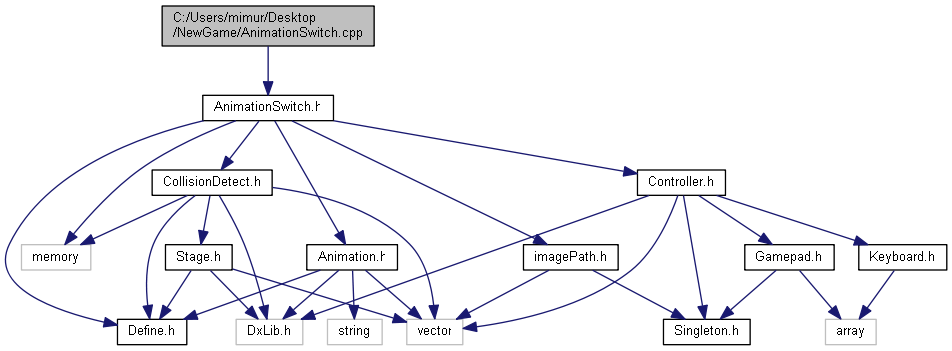 C:/Users/mimur/Desktop
/NewGame/AnimationSwitch.cpp
AnimationSwitch.h
CollisionDetect.h
Controller.h
memory
Stage.h
Animation.h
imagePath.h
Gamepad.h
Keyboard.h
Define.h
DxLib.h
string
vector
Singleton.h
array